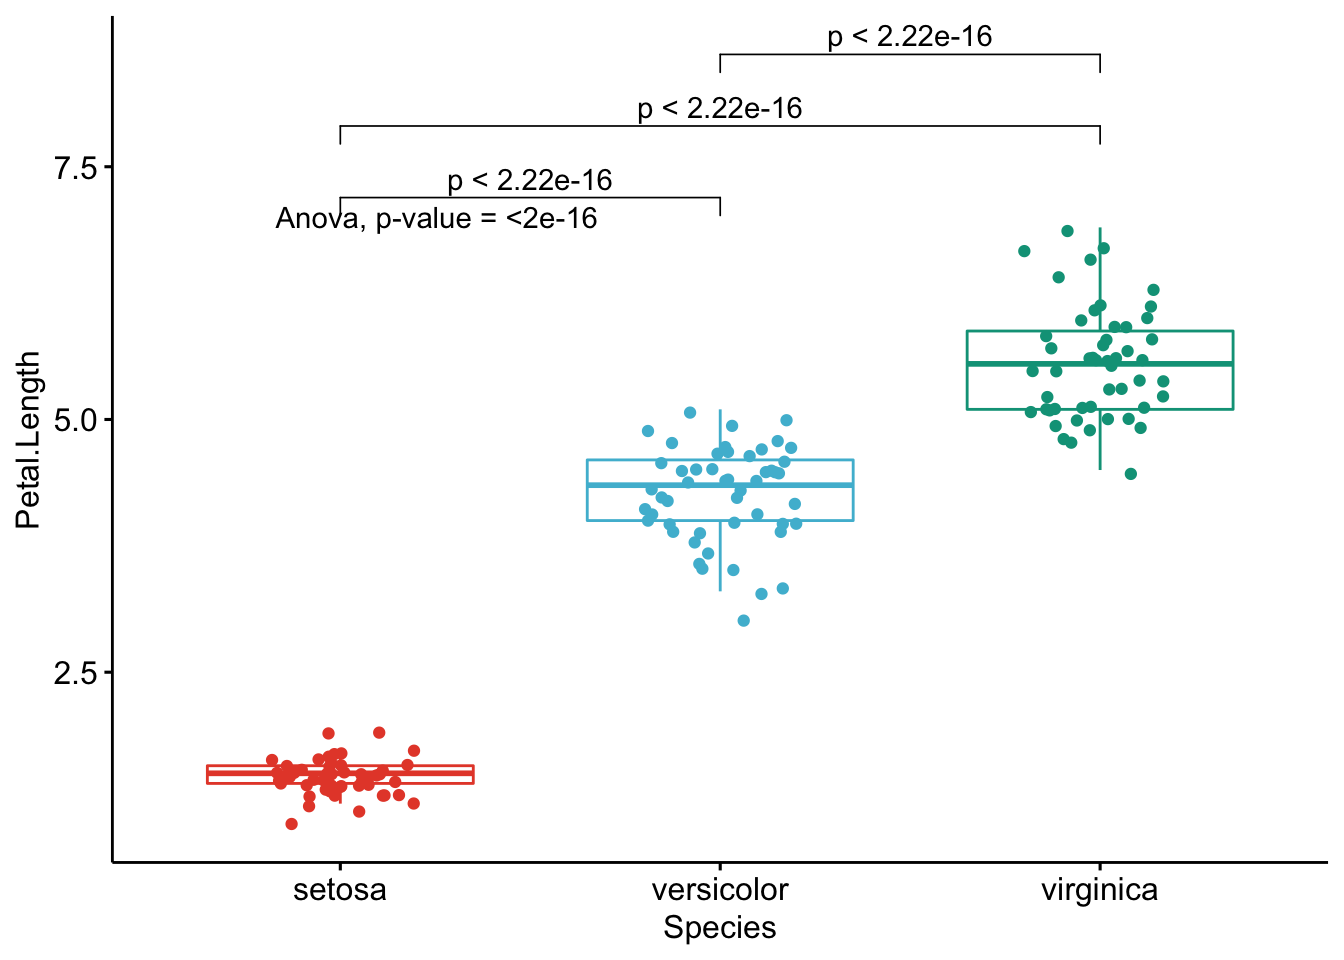 p < 2.22e-16
p < 2.22e-16
7.5
p < 2.22e-16
Anova, p-value = <2e-16
5.0
Petal.Length
2.5
setosa versicolor virginica
Species